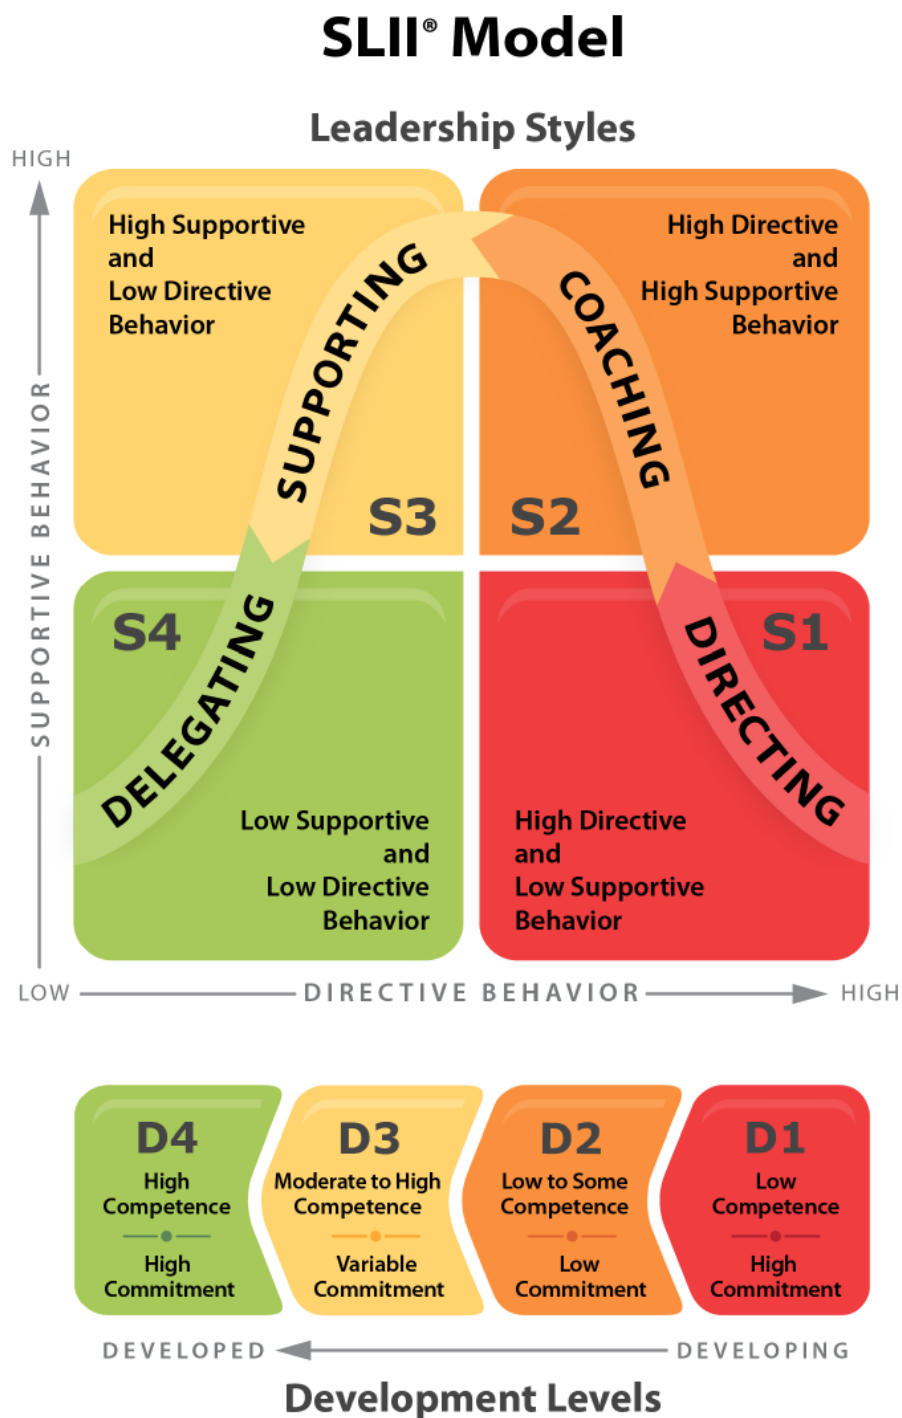 SLII® Model
Leadership Styles
HIGH
SUPPORTIVE BEHAVIOR
High Supportive
and
Low Directive
Behavior
SUPPORTING
S3
High Directive
and
High Supportive
Behavior
COACHING
S2
S4
DELEGATING
Low Supportive
and
Low Directive
Behavior
S1
DIRECTING
High Directive
and
Low Supportive
Behavior
LOW
DIRECTIVE BEHAVIOR
HIGH
D4
High
Competence
High
Commitment
D3
Moderate to High
Competence
Variable
Commitment
D2
Low to Some
Competence
Low
Commitment
D1
Low
Competence
High
Commitment
DEVELOPED
DEVELOPING
Development Levels